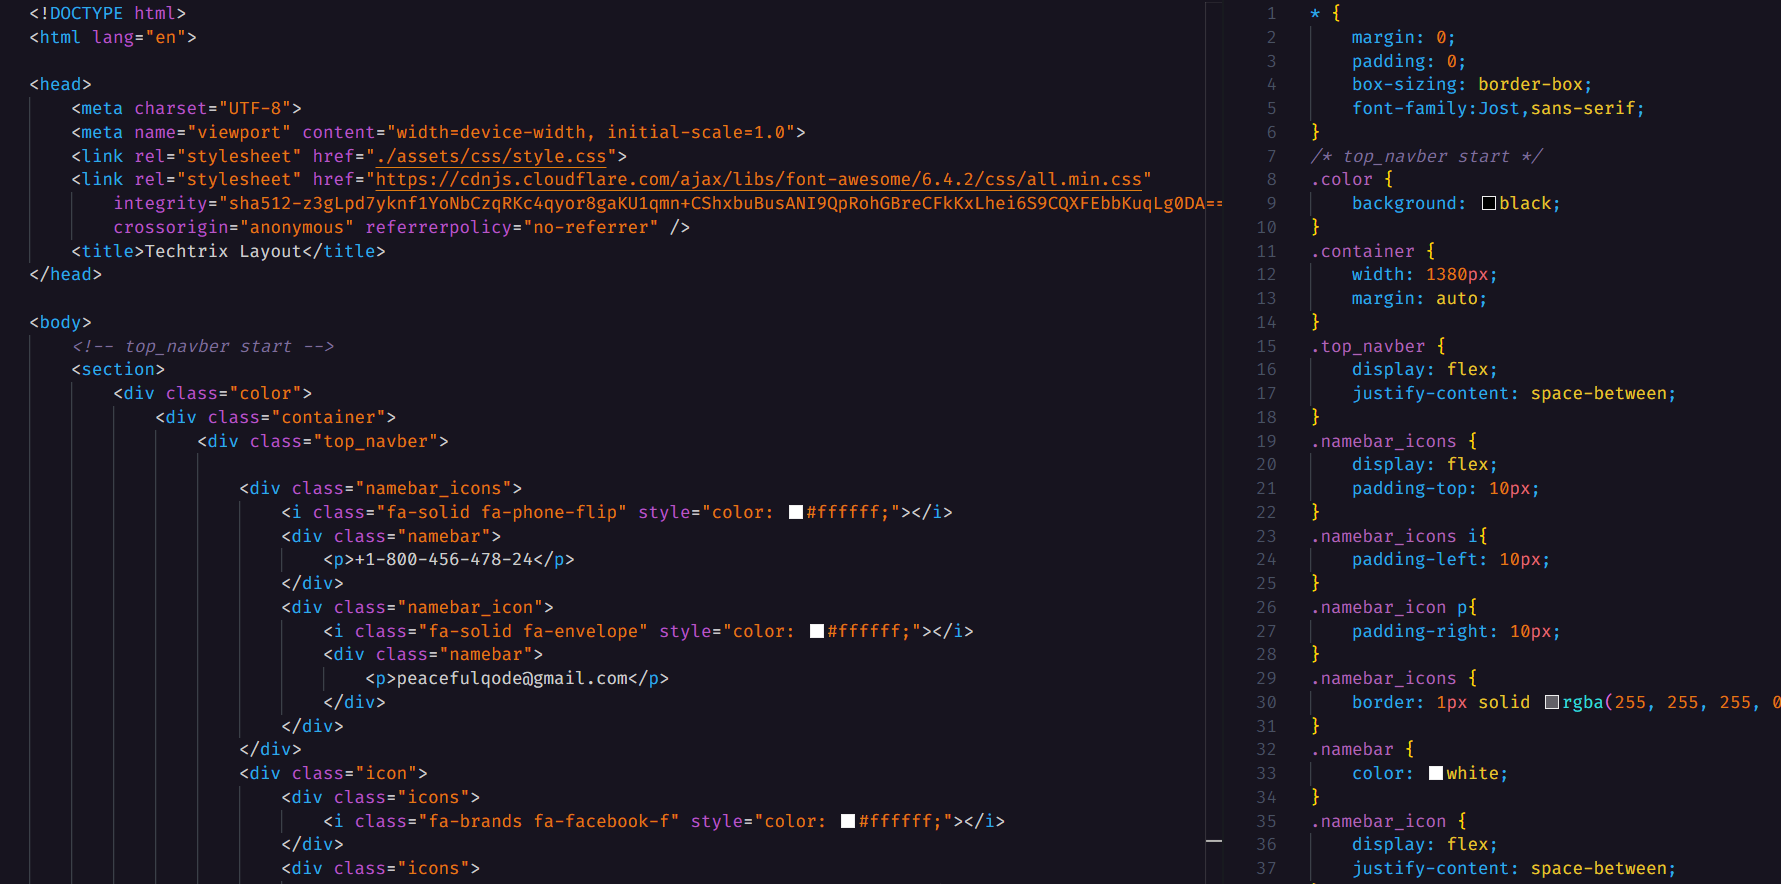 <!DOCTYPE html>
<html lang="en">
<head>
<meta charset="UTF-8">
<meta name="viewport" content="width=device-width, initial-scale=1.0">
<link rel="stylesheet" href="./assets/css/style.css">
<link rel="stylesheet" href="https://cdnjs.cloudflare.com/ajax/libs/font-awesome/6.4.2/css/all.min.css"
integrity="sha512-z3gLpd7yknf1YoNbCzqRKc4qyor8gaKU1qmn+CShxbuBusANI9QpRohGBreCFkKxLhei6S9CQXFEbbKuqLg0DA==
crossorigin="anonymous" referrerpolicy="no-referrer" />
<title>Techtrix Layout</title>
</head>
<body>
<!-- top_navber start -->
<section>
<div class="color">
<div class="container">
<div class="top_navber">
<div class="namebar_icons">
<i class="fa-solid fa-phone-flip" style="color: #ffffff;"></i>
<div class="namebar">
<p>+1-800-456-478-24</p>
</div>
<div class="namebar_icon">
<i class="fa-solid fa-envelope" style="color: #ffffff;"></i>
<div class="namebar">
<p>peacefulqode@gmail.com</p>
</div>
</div>
</div>
<div class="icon">
<div class="icons">
<i class="fa-brands fa-facebook-f" style="color: #ffffff;"></i>
</div>
<div class="icons">
1 * {
2 margin: 0;
3 padding: 0;
4 box-sizing: border-box;
5 font-family:Jost,sans-serif;
6 }
7 /* top_navber start */
8 .color {
9 background: black;
10 }
11 .container {
12 width: 1380px;
13 margin: auto;
14 }
15 .top_navber {
16 display: flex;
17 justify-content: space-between;
18 }
19 .namebar_icons {
20 display: flex;
21 padding-top: 10px;
22 }
23 .namebar_icons i{
24 padding-left: 10px;
25 }
26 .namebar_icon p{
27 padding-right: 10px;
28 }
29 .namebar_icons {
30 border: 1px solid rgba(255, 255, 255, 0
31 }
32 .namebar {
33 color: white;
34 }
35 .namebar_icon {
36 display: flex;
37 justify-content: space-between;